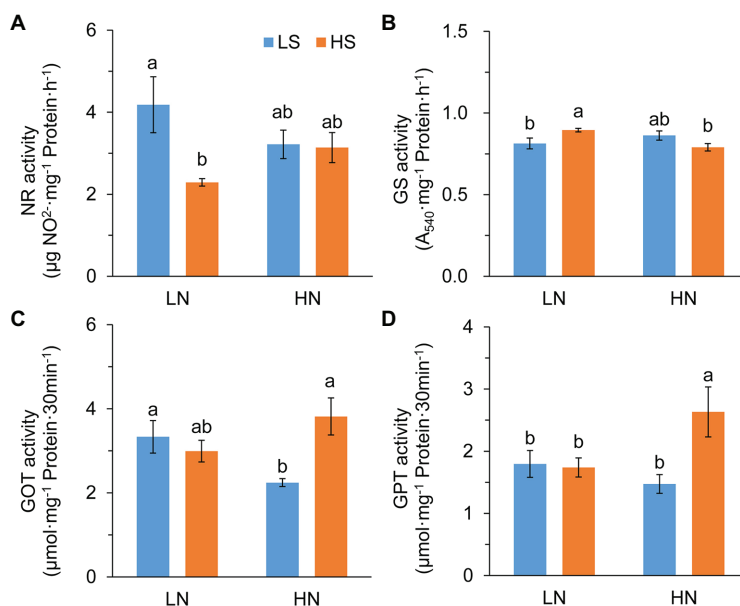 A
6
4
2
0
NR activity
(µg NO²⁻·mg⁻¹ Protein·h⁻¹)
LS
HS
a
b
ab
ab
LN
HN
B
1.5
1.0
0.5
0.0
GS activity
(A₅₄₀·mg⁻¹ Protein·h⁻¹)
b
a
ab
b
LN
HN
C
6
4
2
0
GOT activity
(µmol·mg⁻¹ Protein·30min⁻¹)
a
ab
b
a
LN
HN
D
4
3
2
1
0
GPT activity
(µmol·mg⁻¹ Protein·30min⁻¹)
b
b
b
a
LN
HN